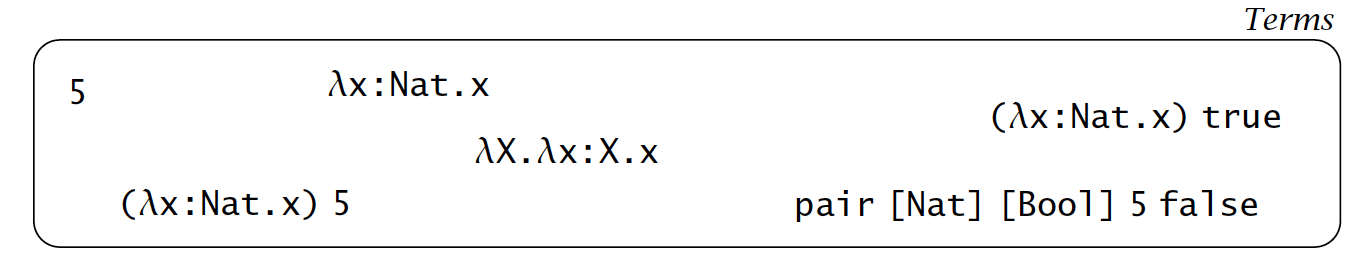 Terms
5
λx:Nat.x
(λx:Nat.x) true
λX.λx:X.x
(λx:Nat.x) 5
pair [Nat] [Bool] 5 false